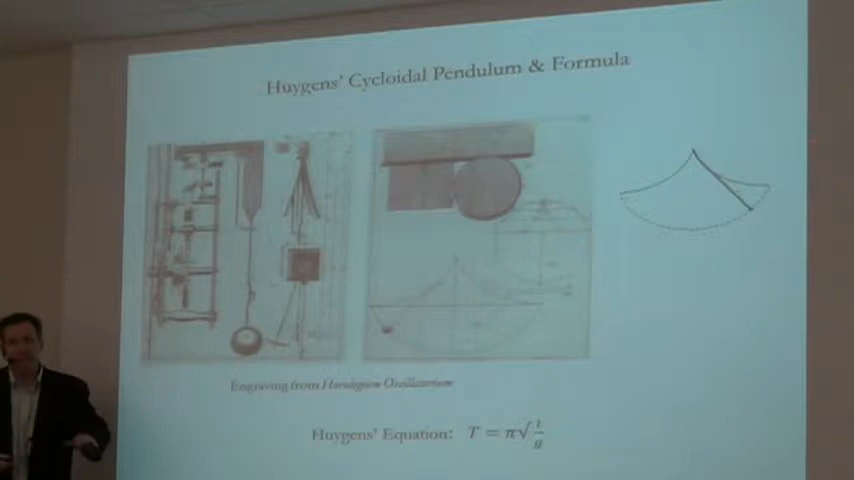 Huygens' Cycloidal Pendulum & Formula
Engraving from Horologium Oscillatorium
Huygens' Equation: T = π√ℓ/g